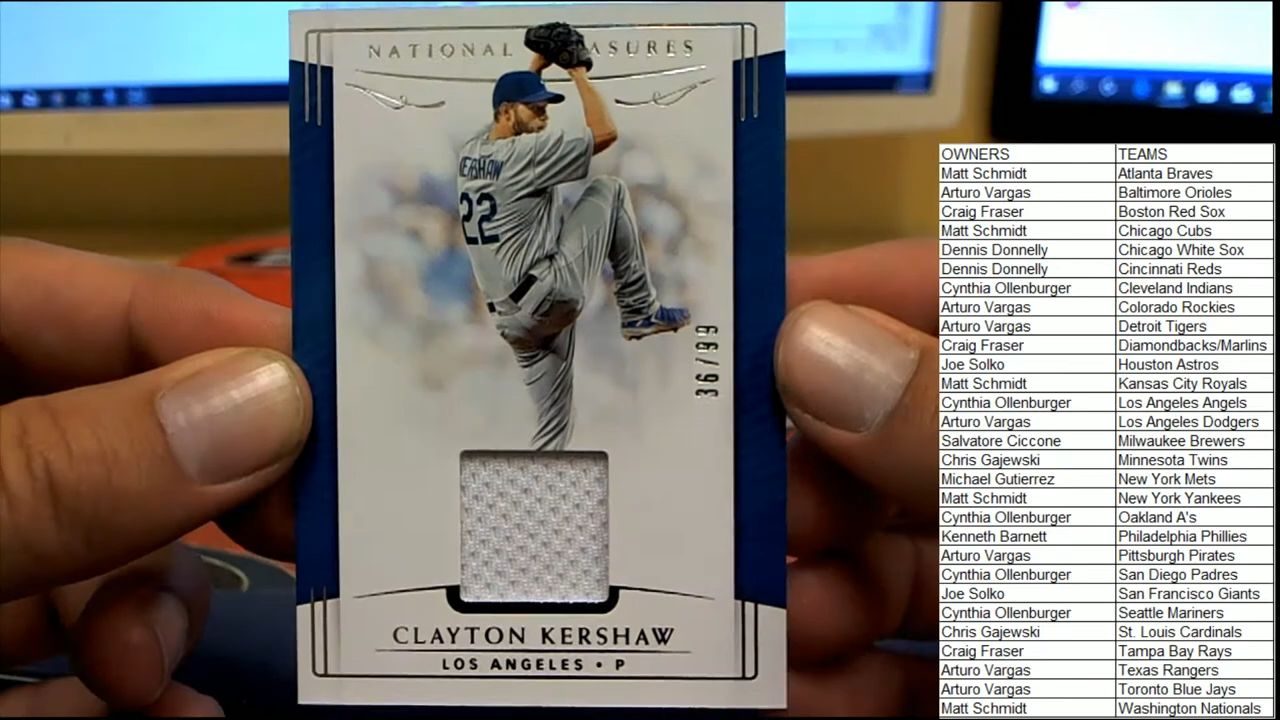 NATIONAL
KERSHAW
22
36/99
CLAYTON KERSHAW
LOS ANGELES • P
OWNERS TEAMS
Matt Schmidt Atlanta Braves
Arturo Vargas Baltimore Orioles
Craig Fraser Boston Red Sox
Matt Schmidt Chicago Cubs
Dennis Donnelly Chicago White Sox
Dennis Donnelly Cincinnati Reds
Cynthia Ollenburger Cleveland Indians
Arturo Vargas Colorado Rockies
Arturo Vargas Detroit Tigers
Craig Fraser Diamondbacks/Marlins
Joe Solko Houston Astros
Matt Schmidt Kansas City Royals
Cynthia Ollenburger Los Angeles Angels
Arturo Vargas Los Angeles Dodgers
Salvatore Ciccone Milwaukee Brewers
Chris Gajewski Minnesota Twins
Michael Gutierrez New York Mets
Matt Schmidt New York Yankees
Cynthia Ollenburger Oakland A's
Kenneth Barnett Philadelphia Phillies
Arturo Vargas Pittsburgh Pirates
Cynthia Ollenburger San Diego Padres
Joe Solko San Francisco Giants
Cynthia Ollenburger Seattle Mariners
Chris Gajewski St. Louis Cardinals
Craig Fraser Tampa Bay Rays
Arturo Vargas Texas Rangers
Arturo Vargas Toronto Blue Jays
Matt Schmidt Washington Nationals